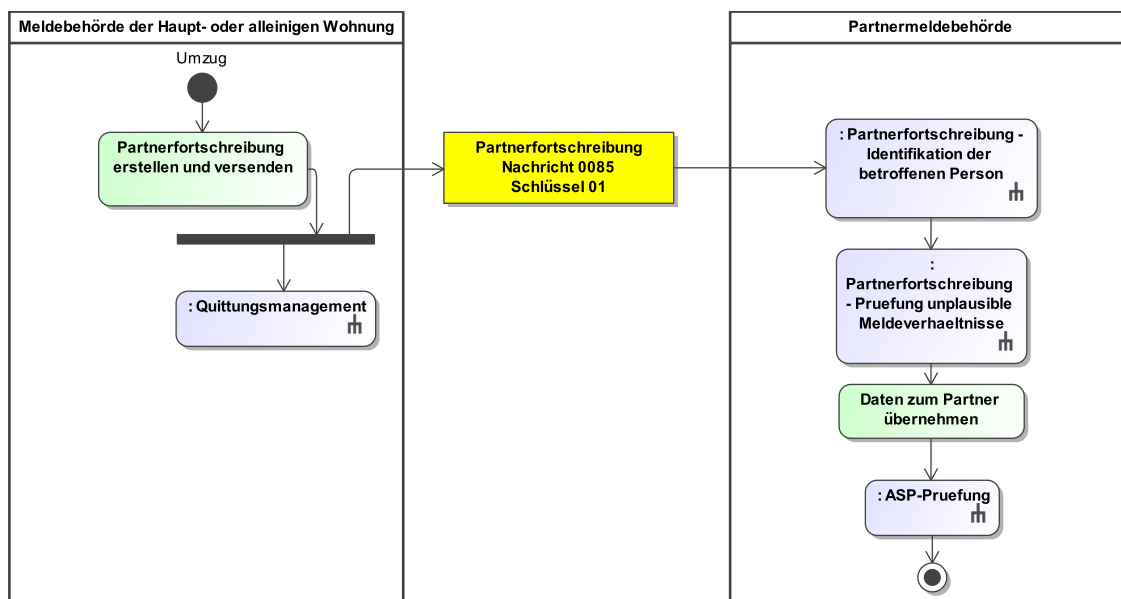 Meldebehörde der Haupt- oder alleinigen Wohnung
Umzug
Partnerfortschreibung
erstellen und versenden
: Quittungsmanagement
Partnerfortschreibung
Nachricht 0085
Schlüssel 01
Partnermeldebehörde
: Partnerfortschreibung -
Identifikation der
betroffenen Person
:
Partnerfortschreibung
- Pruefung unplausible
Meldeverhaeltnisse
Daten zum Partner
übernehmen
: ASP-Pruefung